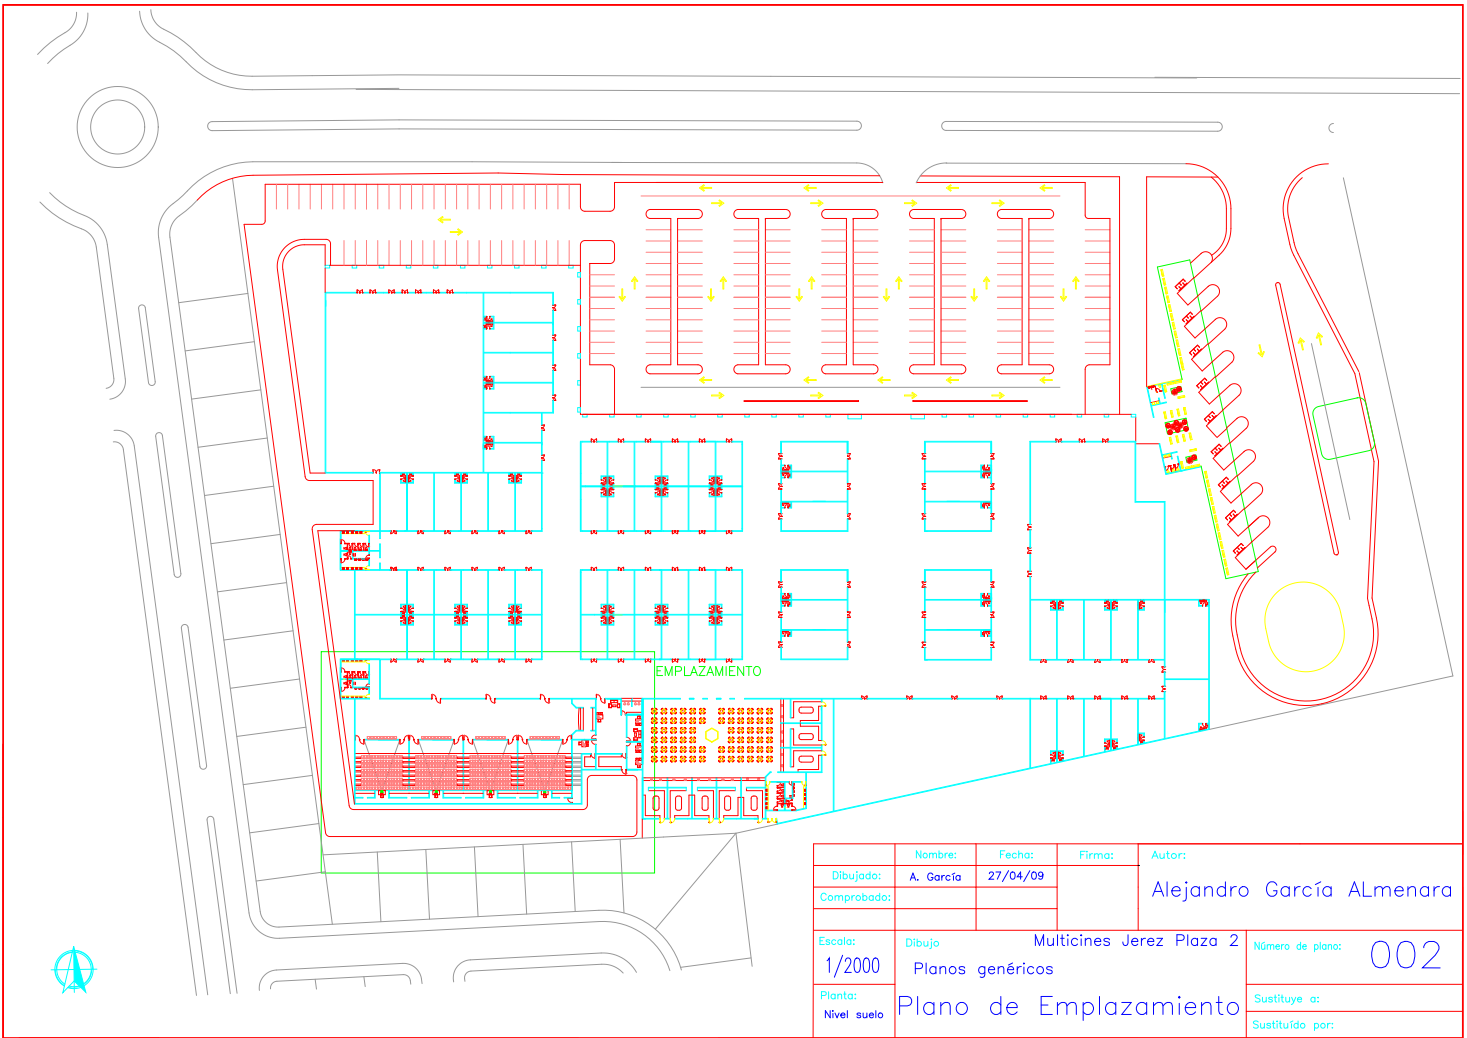 EMPLAZAMIENTO
Nombre:
Fecha:
Firma:
Autor:
Dibujado:
A. García
27/04/09
Alejandro García ALmenara
Comprobado:
Escala:
1/2000
Dibujo
Multicines Jerez Plaza 2
Planos genéricos
Número de plano:
002
Planta:
Nivel suelo
Plano de Emplazamiento
Sustituye a:
Sustituído por: